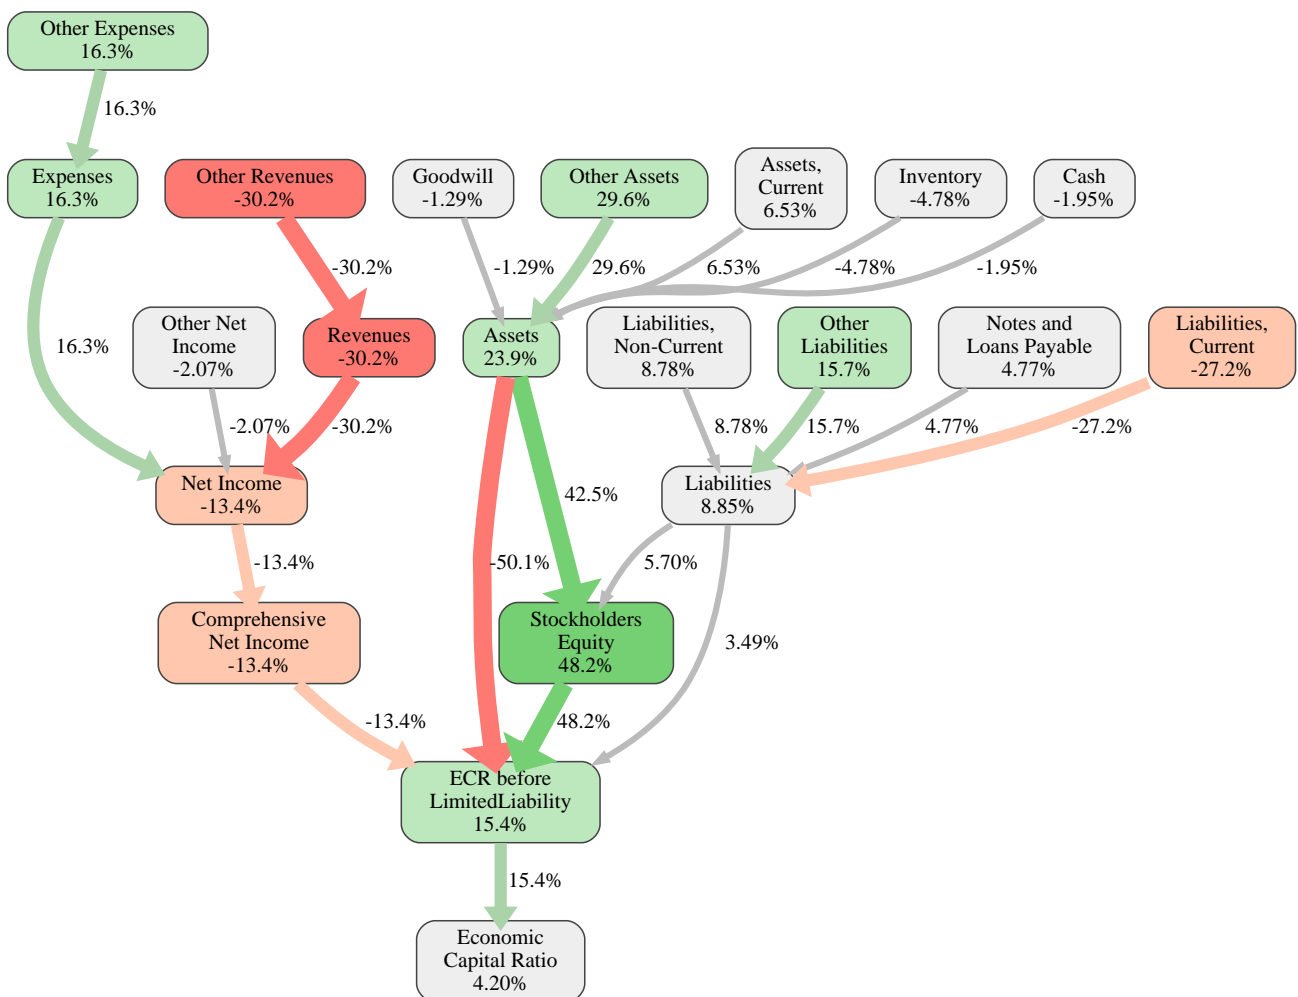 Other Expenses
16.3%
16.3%
Expenses
16.3%
Other Revenues
-30.2%
Goodwill
-1.29%
Other Assets
29.6%
Assets,
Current
6.53%
Inventory
-4.78%
Cash
-1.95%
-30.2%
-1.29%
29.6%
6.53%
-4.78%
-1.95%
16.3%
Other Net
Income
-2.07%
Revenues
-30.2%
Assets
23.9%
Liabilities,
Non-Current
8.78%
Other
Liabilities
15.7%
Notes and
Loans Payable
4.77%
Liabilities,
Current
-27.2%
-2.07%
-30.2%
8.78%
15.7%
4.77%
-27.2%
Net Income
-13.4%
42.5%
Liabilities
8.85%
-13.4%
-50.1%
5.70%
Comprehensive
Net Income
-13.4%
Stockholders
Equity
48.2%
3.49%
-13.4%
48.2%
ECR before
LimitedLiability
15.4%
15.4%
Economic
Capital Ratio
4.20%